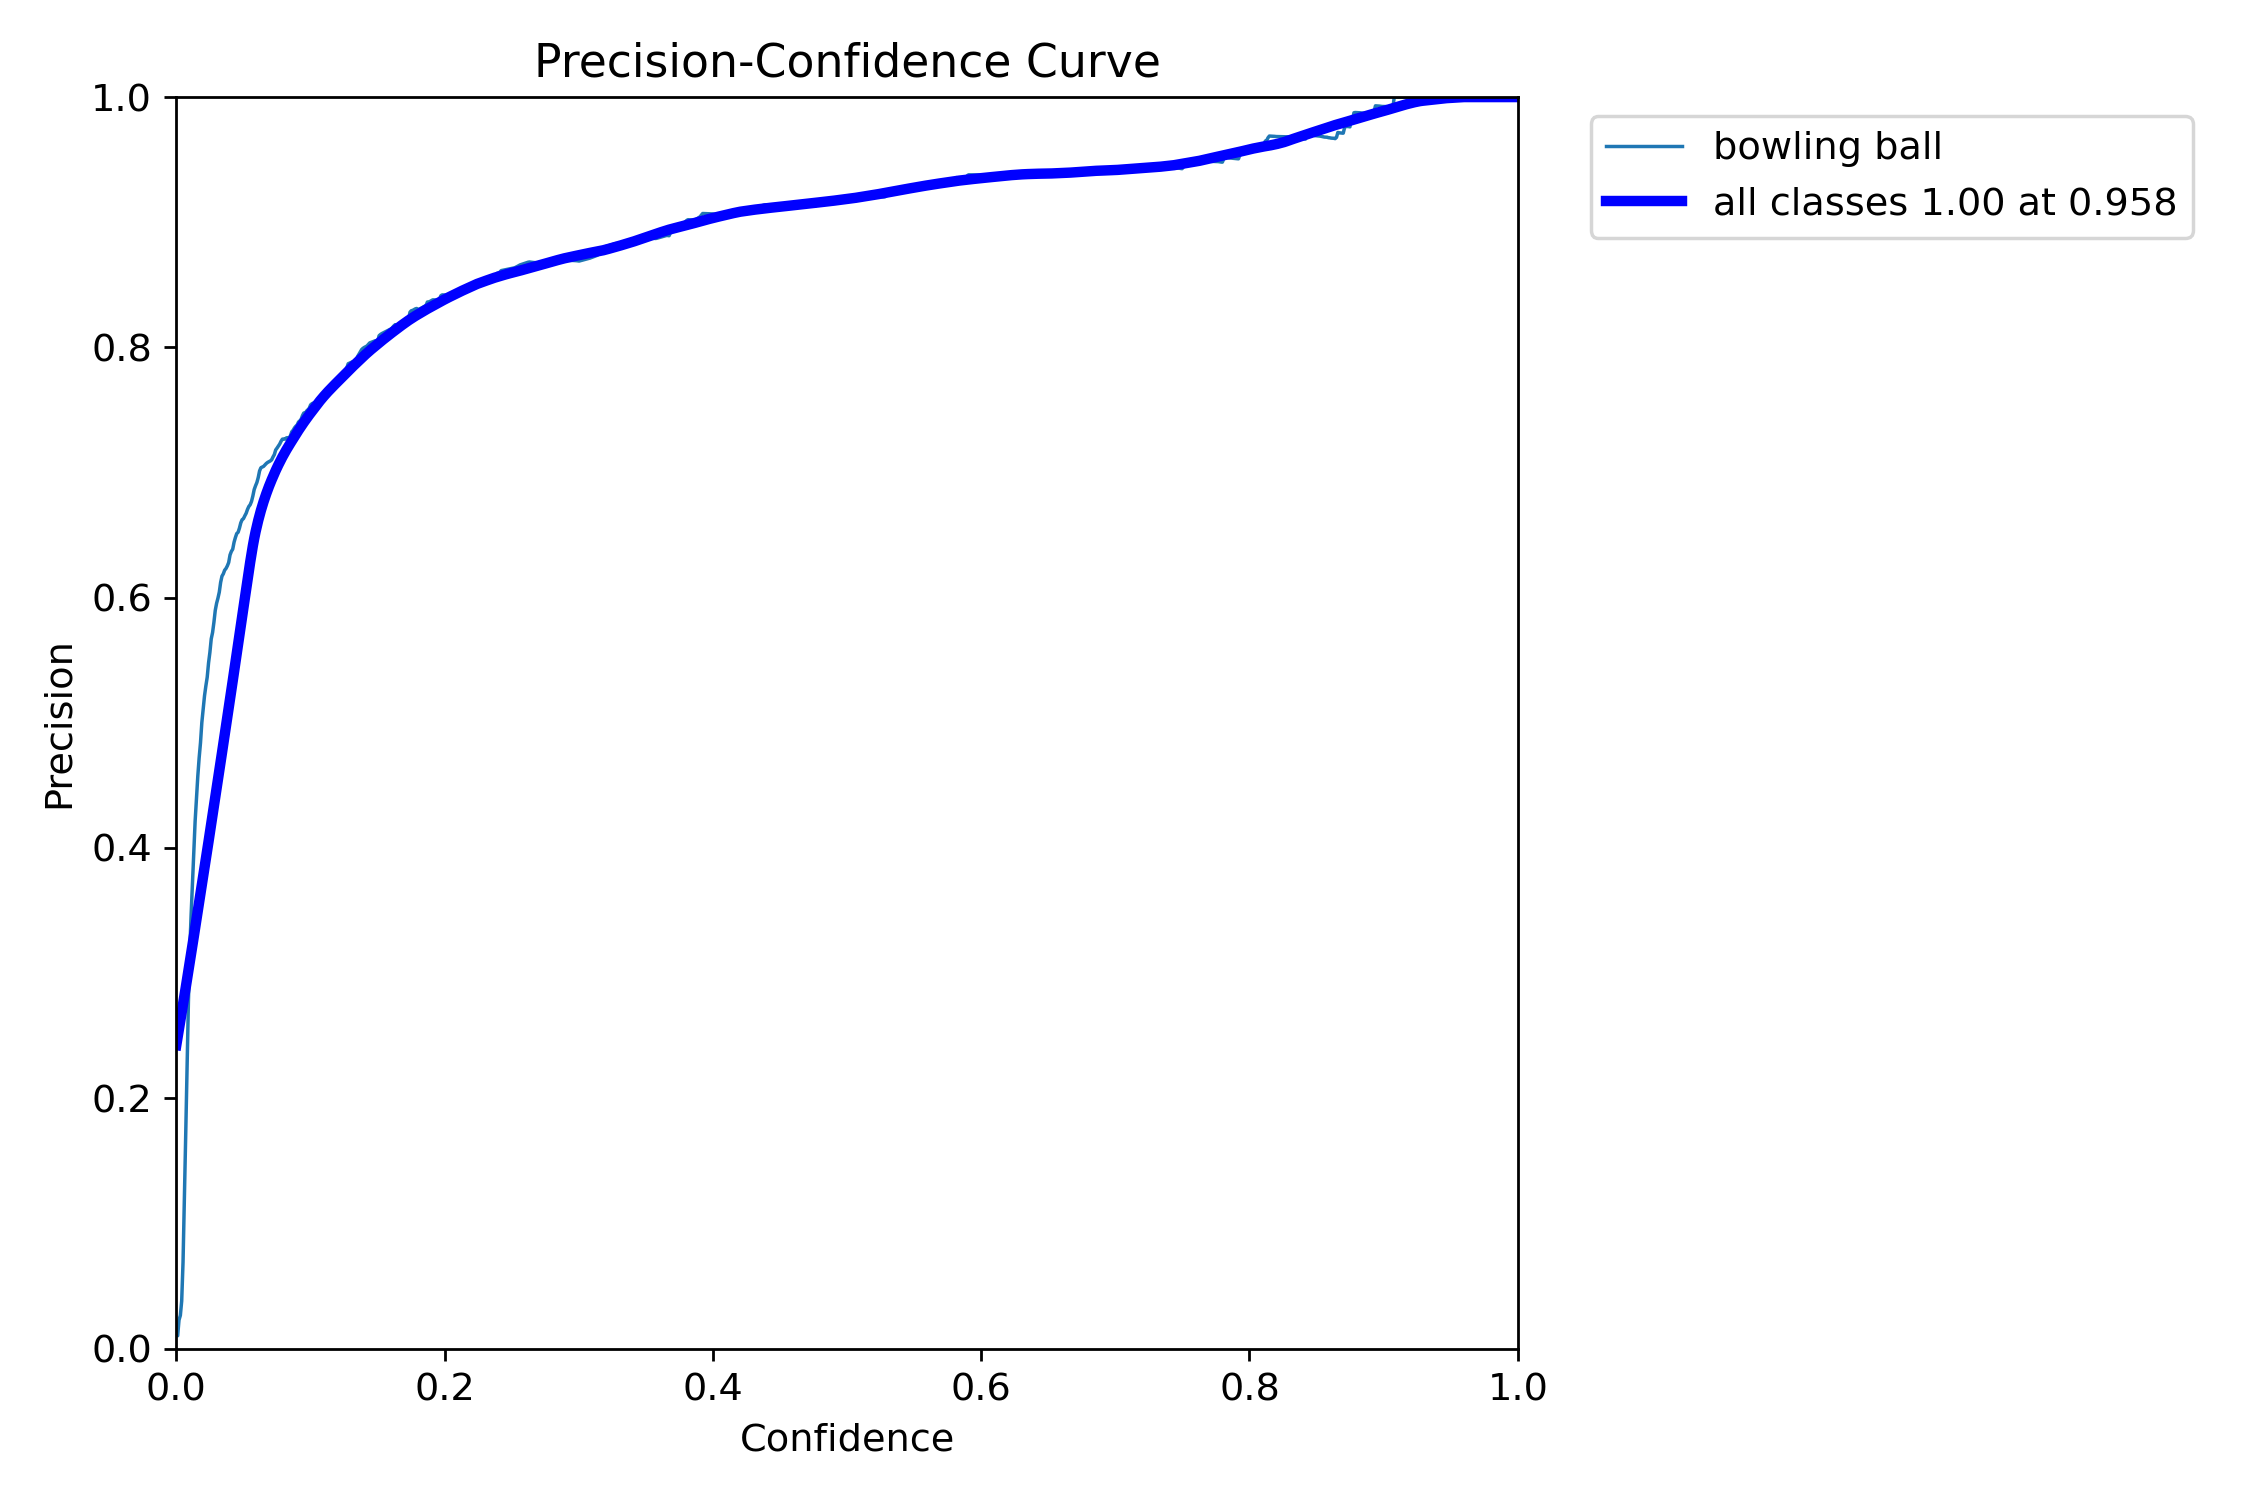 Precision-Confidence Curve
1.0
0.8
0.6
0.4
0.2
0.0
Precision
0.0 0.2 0.4 0.6 0.8 1.0
Confidence
bowling ball
all classes 1.00 at 0.958